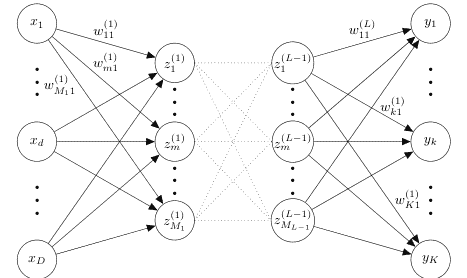 x_1
w_{11}^{(1)}
w_{m1}^{(1)}
w_{M_1 1}^{(1)}
x_d
x_D
z_1^{(1)}
z_m^{(1)}
z_{M_1}^{(1)}
z_1^{(L-1)}
z_m^{(L-1)}
z_{M_{L-1}}^{(L-1)}
w_{11}^{(L)}
w_{k1}^{(1)}
w_{K1}^{(1)}
y_1
y_k
y_K